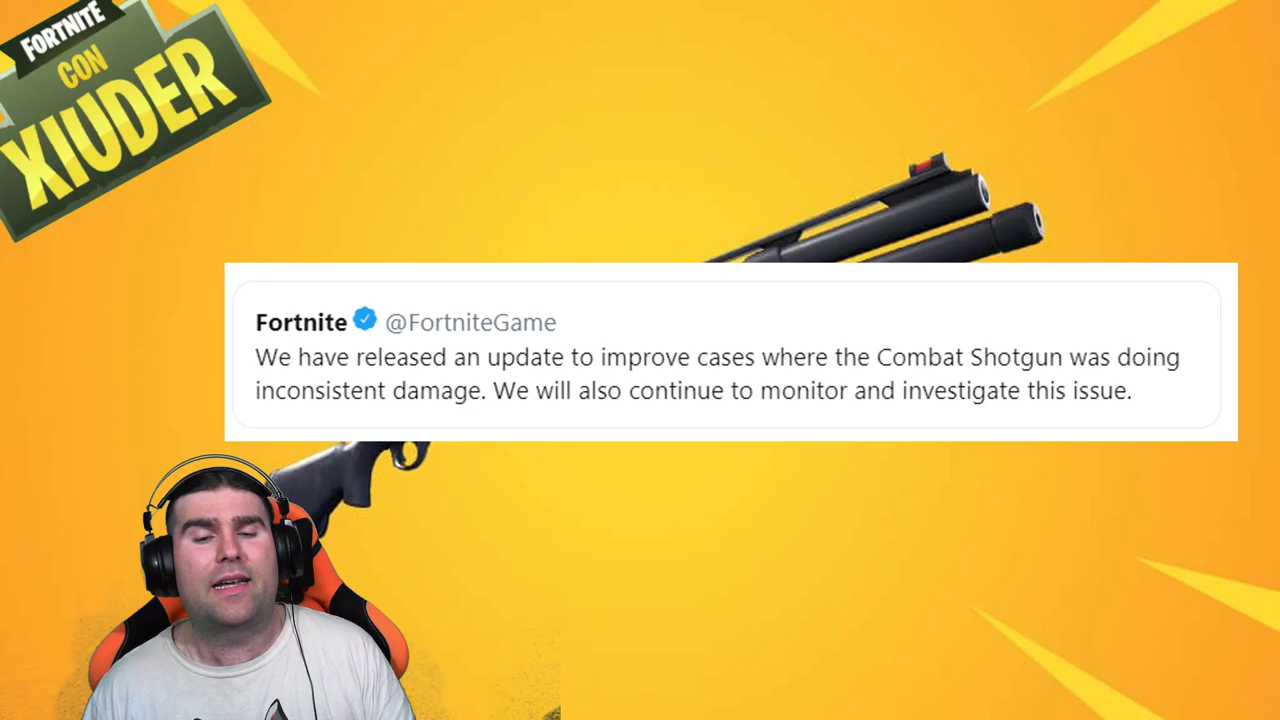 FORTNITE
CON
XIUDER
Fortnite @FortniteGame
We have released an update to improve cases where the Combat Shotgun was doing
inconsistent damage. We will also continue to monitor and investigate this issue.